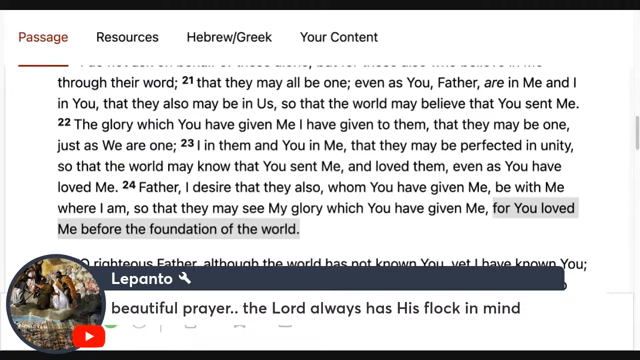 Passage Resources Hebrew/Greek Your Content
through their word; 21 that they may all be one; even as You, Father, are in Me and I
in You, that they also may be in Us, so that the world may believe that You sent Me.
22 The glory which You have given Me I have given to them, that they may be one,
just as We are one; 23 I in them and You in Me, that they may be perfected in unity,
so that the world may know that You sent Me, and loved them, even as You have
loved Me. 24 Father, I desire that they also, whom You have given Me, be with Me
where I am, so that they may see My glory which You have given Me, for You loved
Me before the foundation of the world.
O righteous Father, although the world has not known You, yet I have known You;
Lepanto
beautiful prayer.. the Lord always has His flock in mind